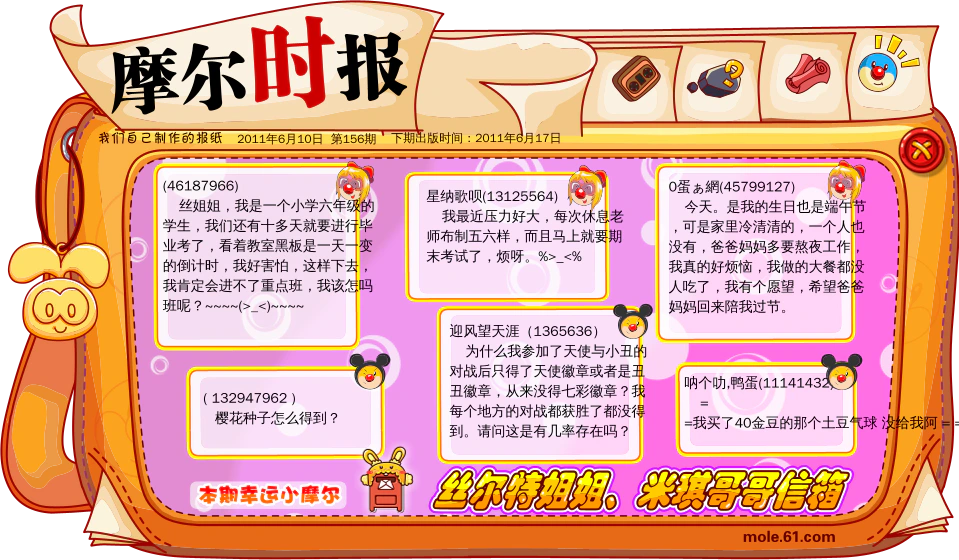 摩尔时报
我们自己制作的报纸 2011年6月10日 第156期 下期出版时间：2011年6月17日
(46187966)
丝姐姐，我是一个小学六年级的
学生，我们还有十多天就要进行毕
业考了，看着教室黑板是一天一变
的倒计时，我好害怕，这样下去，
我肯定会进不了重点班，我该怎吗
班呢？~~~~(>_<)~~~~
星纳歌呗(13125564)
我最近压力好大，每次休息老
师布制五六样，而且马上就要期
末考试了，烦呀。%>_<%
0蛋ぁ網(45799127)
今天。是我的生日也是端午节
，可是家里冷清清的，一个人也
没有，爸爸妈妈多要熬夜工作，
我真的好烦恼，我做的大餐都没
人吃了，我有个愿望，希望爸爸
妈妈回来陪我过节。
（132947962）
樱花种子怎么得到？
迎风望天涯（1365636）
为什么我参加了天使与小丑的
对战后只得了天使徽章或者是丑
丑徽章，从来没得七彩徽章？我
每个地方的对战都获胜了都没得
到。请问这是有几率存在吗？
呐个叻,鸭蛋(11141432
=
=我买了40金豆的那个土豆气球 没给我阿＝＝
本期幸运小摩尔
丝尔特姐姐、米琪哥哥信箱
mole.61.com